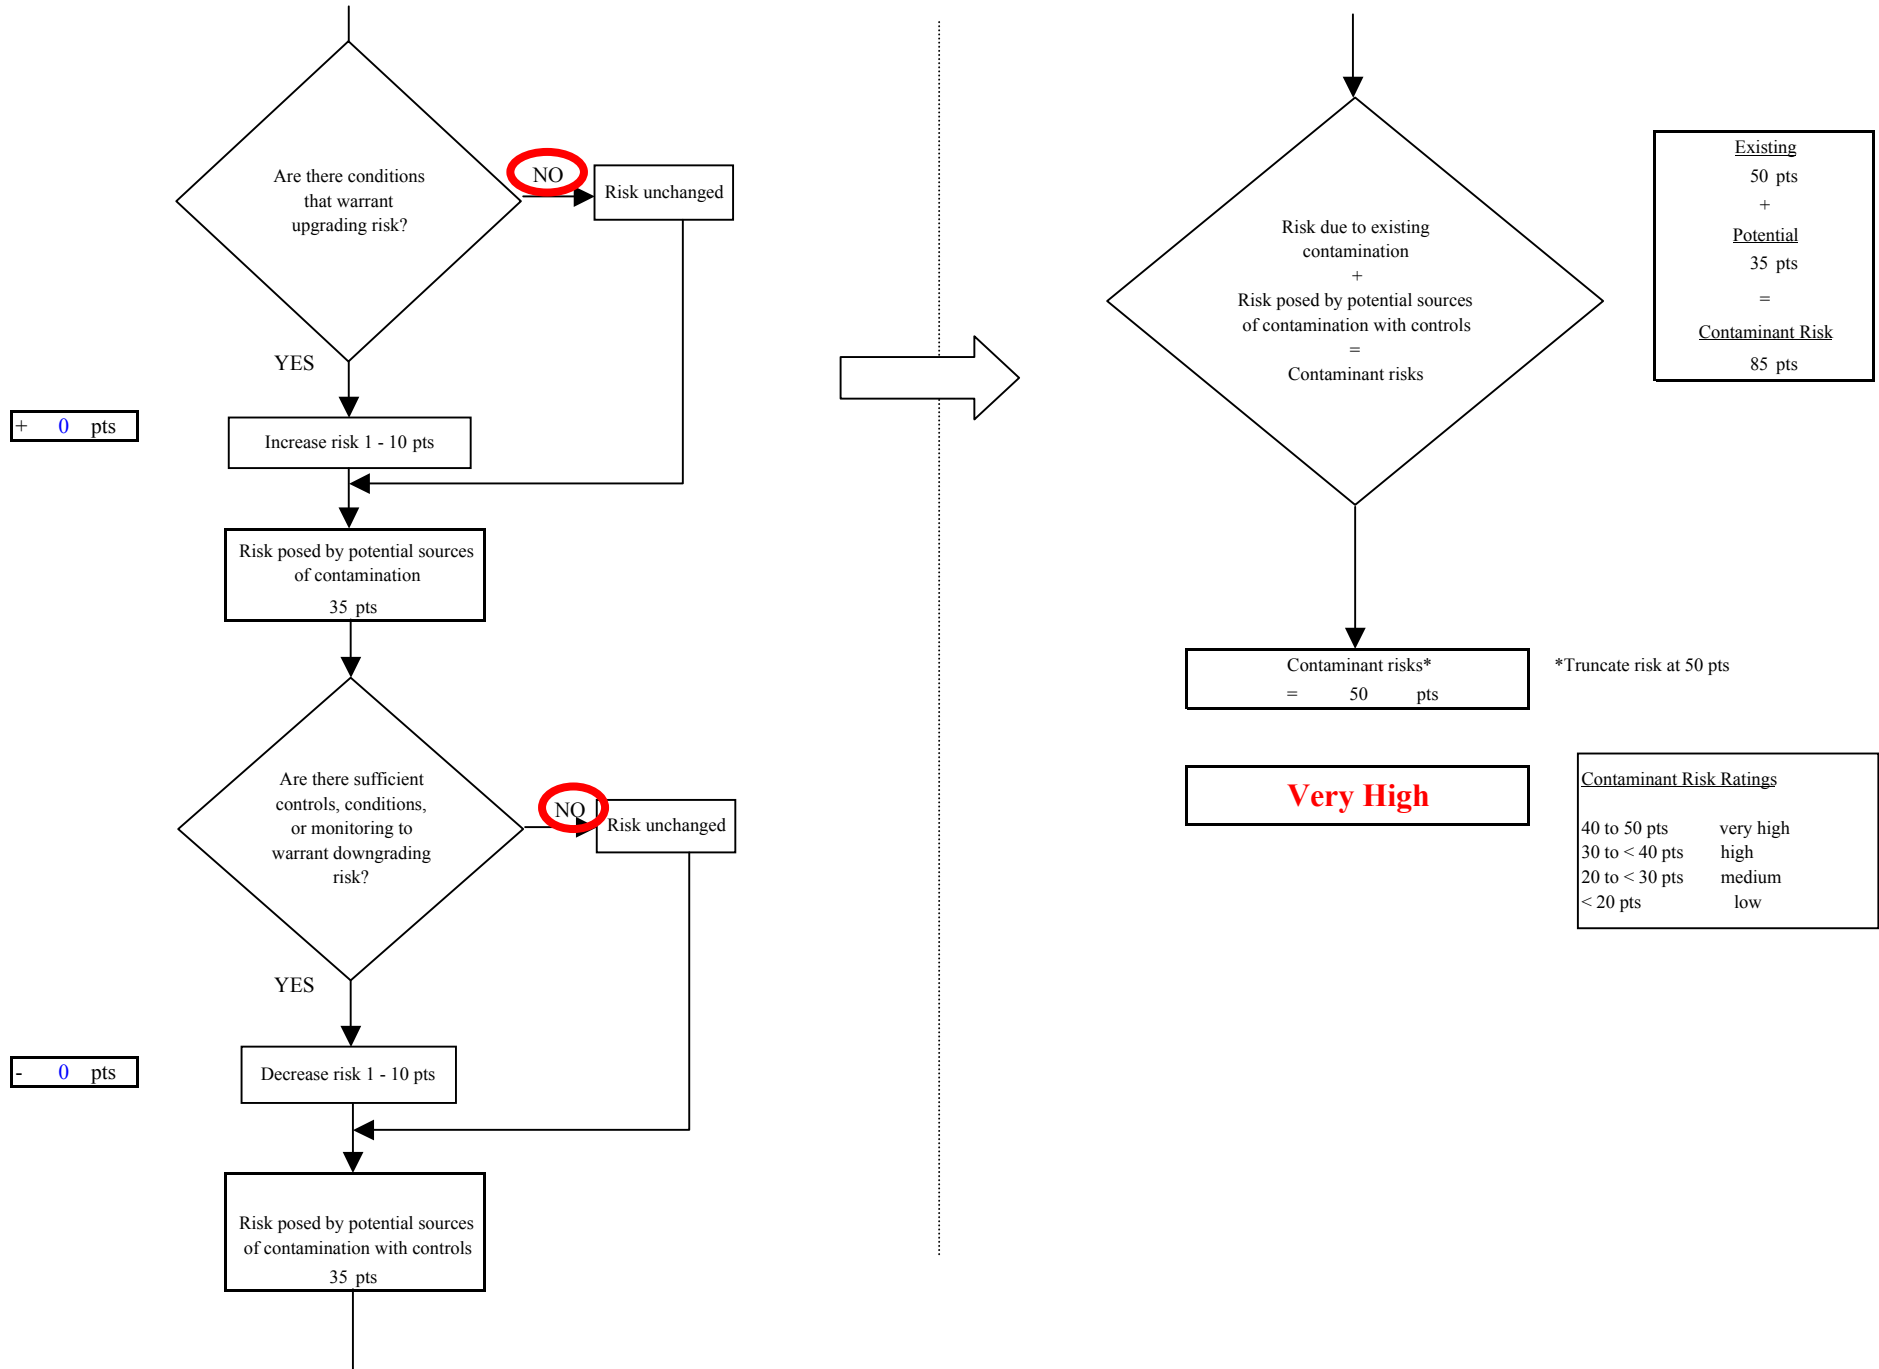 Are there conditions
that warrant
upgrading risk?
NO
Risk unchanged
YES
+ 0 pts
Increase risk 1 - 10 pts
Risk posed by potential sources
of contamination
35 pts
Are there sufficient
controls, conditions,
or monitoring to
warrant downgrading
risk?
NO
Risk unchanged
YES
- 0 pts
Decrease risk 1 - 10 pts
Risk posed by potential sources
of contamination with controls
35 pts
Risk due to existing
contamination
+
Risk posed by potential sources
of contamination with controls
=
Contaminant risks
Existing
50 pts
+
Potential
35 pts
=
Contaminant Risk
85 pts
Contaminant risks*
= 50 pts
*Truncate risk at 50 pts
Very High
Contaminant Risk Ratings
40 to 50 pts very high
30 to < 40 pts high
20 to < 30 pts medium
< 20 pts low